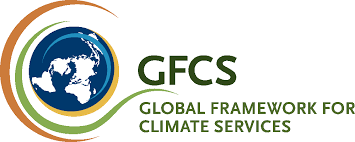 GFCS
GLOBAL FRAMEWORK FOR
CLIMATE SERVICES